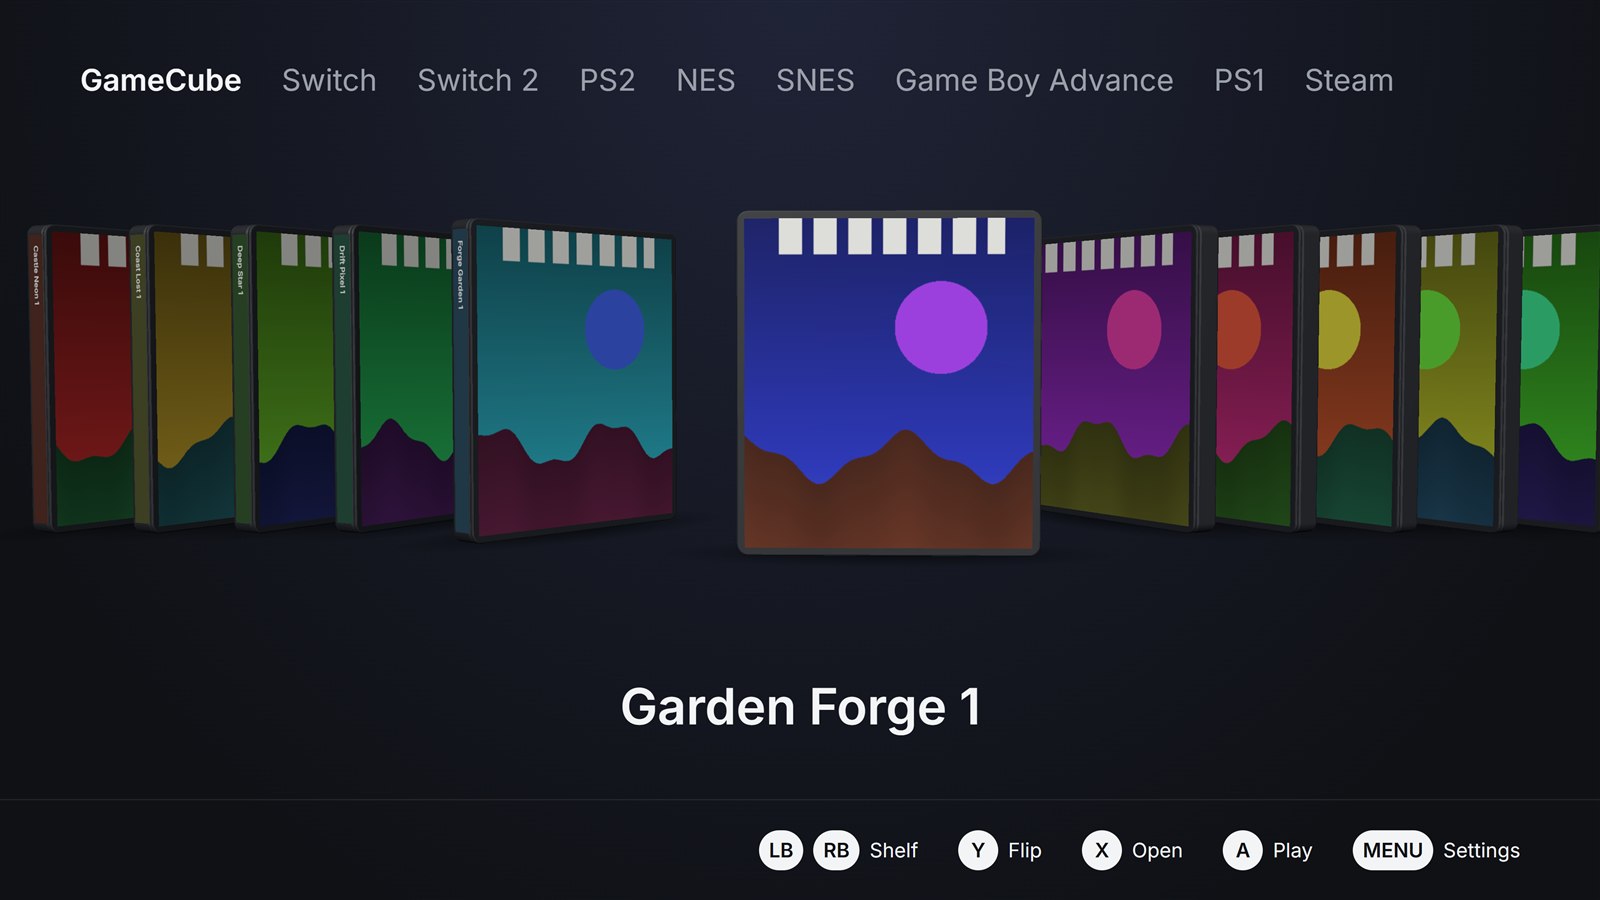 GameCube Switch Switch 2 PS2 NES SNES Game Boy Advance PS1 Steam
Castle Neon 1
Coast Lost 1
Deep Star 1
Drift Pixel 1
Forge Garden 1
Garden Forge 1
LB RB Shelf Y Flip X Open A Play MENU Settings